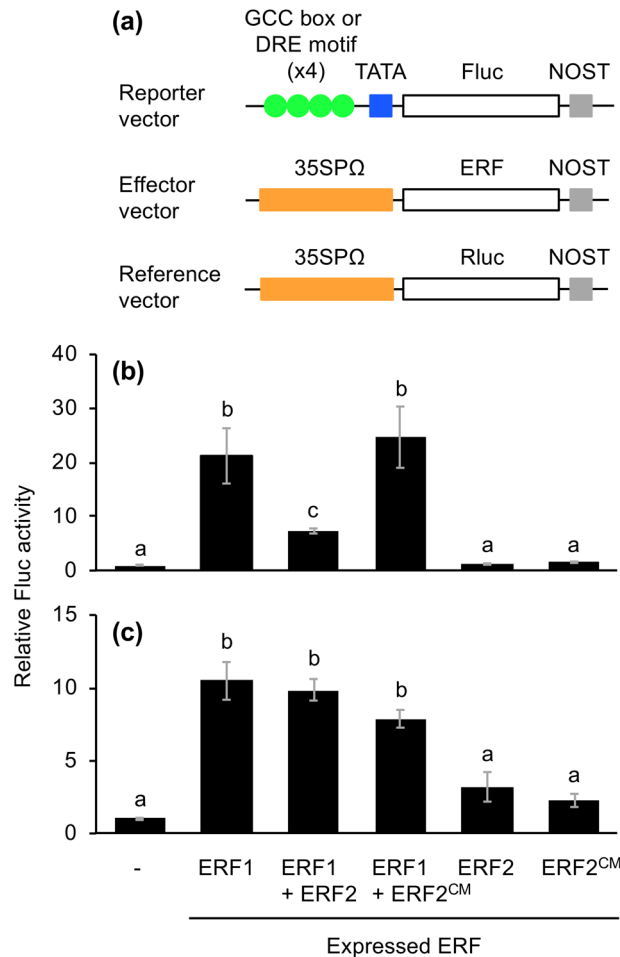 (a)
GCC box or
DRE motif
(x4)
TATA
Fluc
NOST
Reporter
vector
35SPΩ
ERF
NOST
Effector
vector
35SPΩ
Rluc
NOST
Reference
vector
Relative Fluc activity
(b)
40
30
20
10
0
a
b
c
b
a
a
(c)
15
10
5
0
a
b
b
b
a
a
-
ERF1
ERF1
+ ERF2
ERF1
+ ERF2CM
ERF2
ERF2CM
Expressed ERF